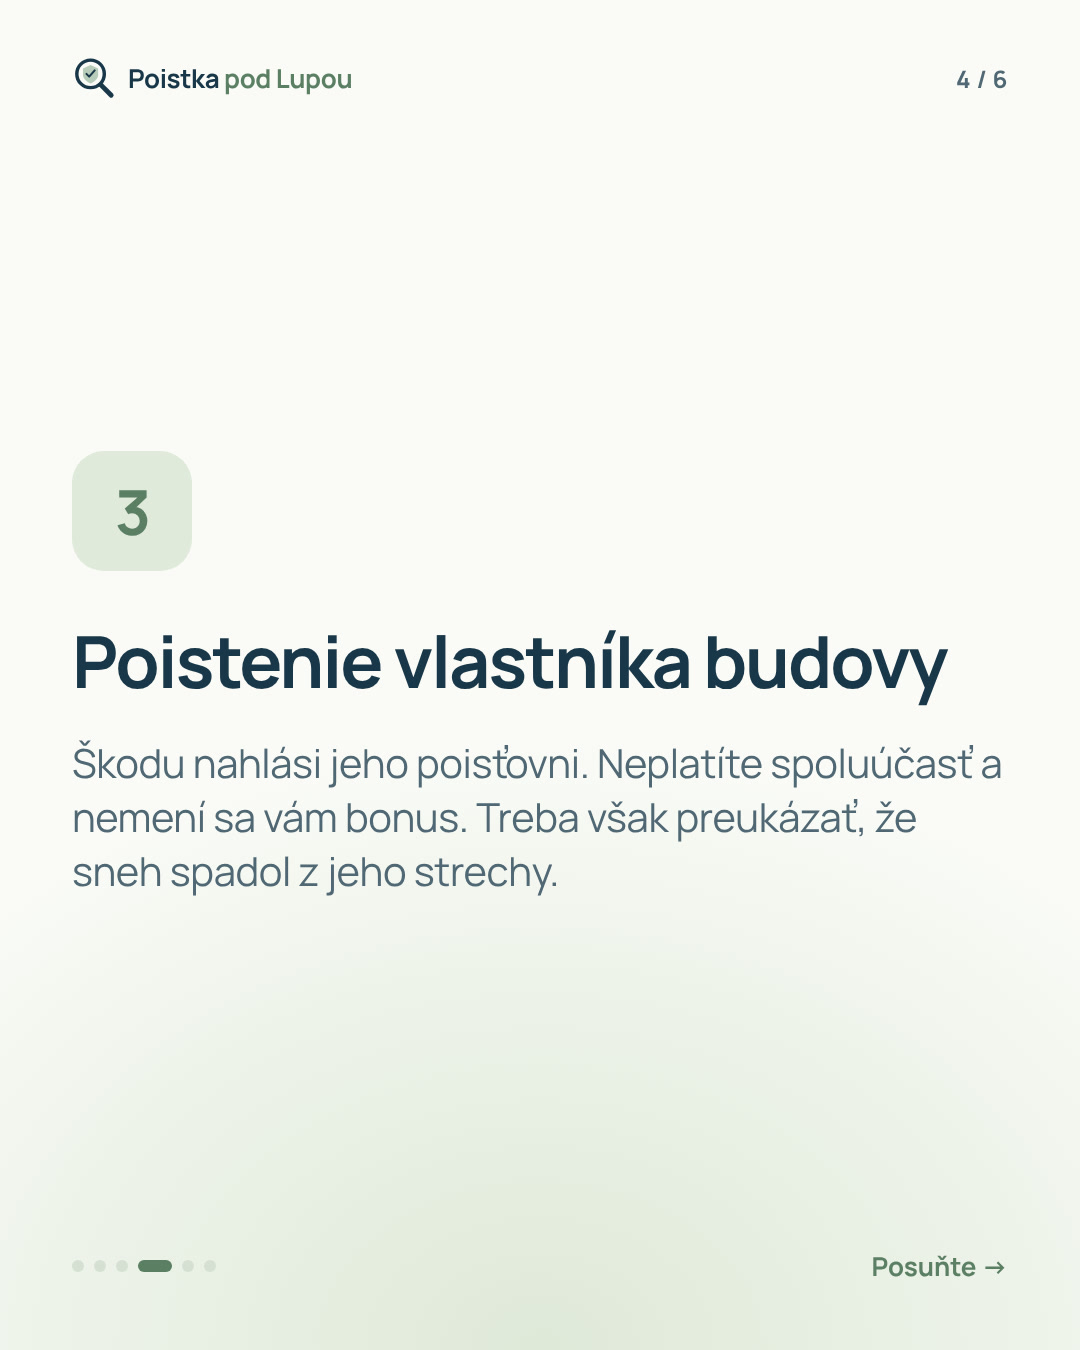 Poistka pod Lupou
4 / 6
3
Poistenie vlastníka budovy
Škodu nahlási jeho poisťovni. Neplatíte spoluúčasť a
nemení sa vám bonus. Treba však preukázať, že
sneh spadol z jeho strechy.
Posuňte →